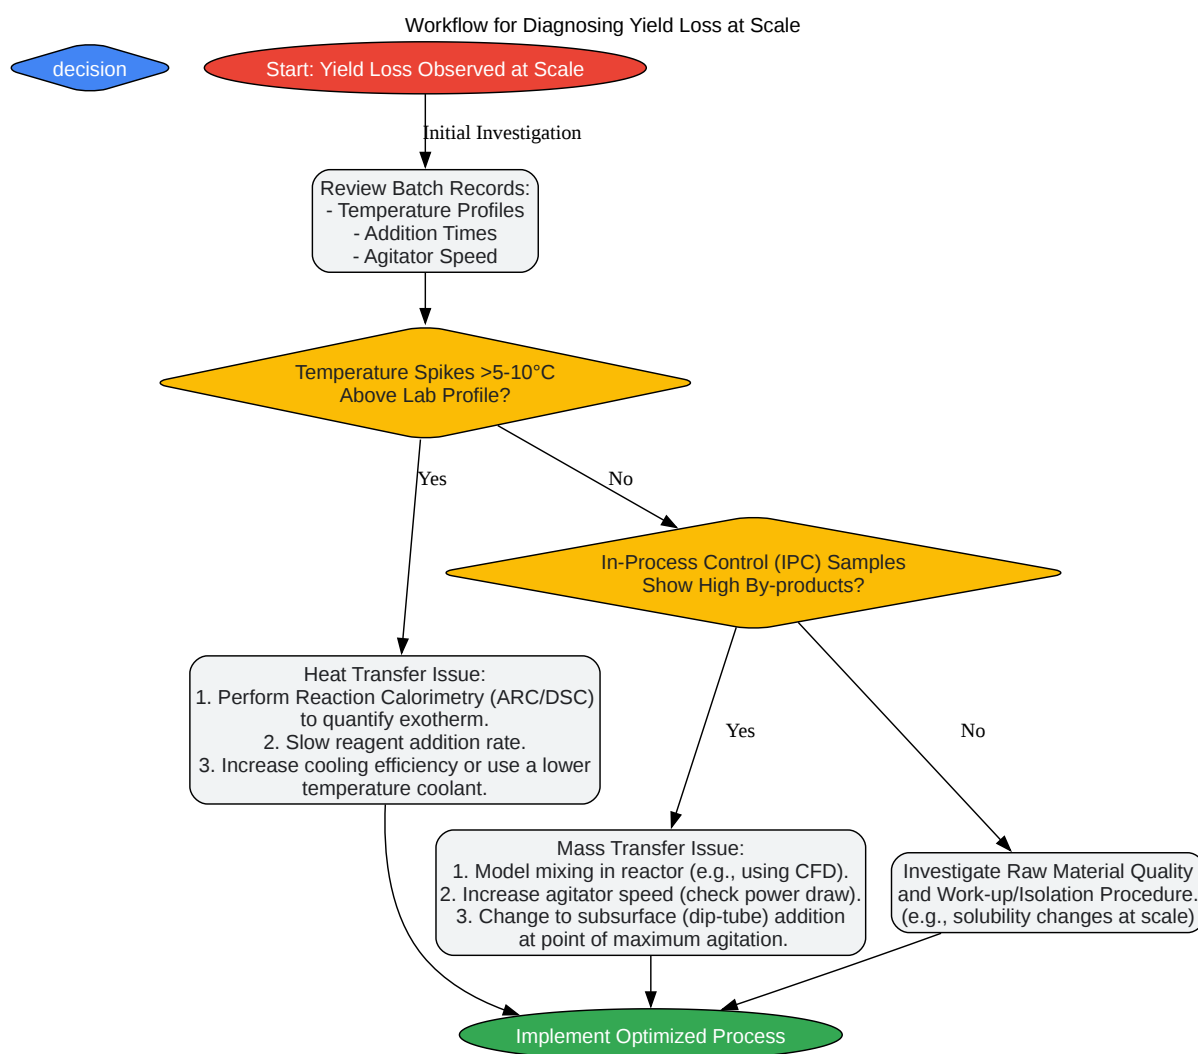 Workflow for Diagnosing Yield Loss at Scale
decision
Start: Yield Loss Observed at Scale
Initial Investigation
Review Batch Records:
- Temperature Profiles
- Addition Times
- Agitator Speed
Temperature Spikes >5-10°C
Above Lab Profile?
Yes
No
In-Process Control (IPC) Samples
Show High By-products?
Heat Transfer Issue:
1. Perform Reaction Calorimetry (ARC/DSC)
to quantify exotherm.
2. Slow reagent addition rate.
3. Increase cooling efficiency or use a lower
temperature coolant.
Yes
No
Mass Transfer Issue:
1. Model mixing in reactor (e.g., using CFD).
2. Increase agitator speed (check power draw).
3. Change to subsurface (dip-tube) addition
at point of maximum agitation.
Investigate Raw Material Quality
and Work-up/Isolation Procedure.
(e.g., solubility changes at scale)
Implement Optimized Process